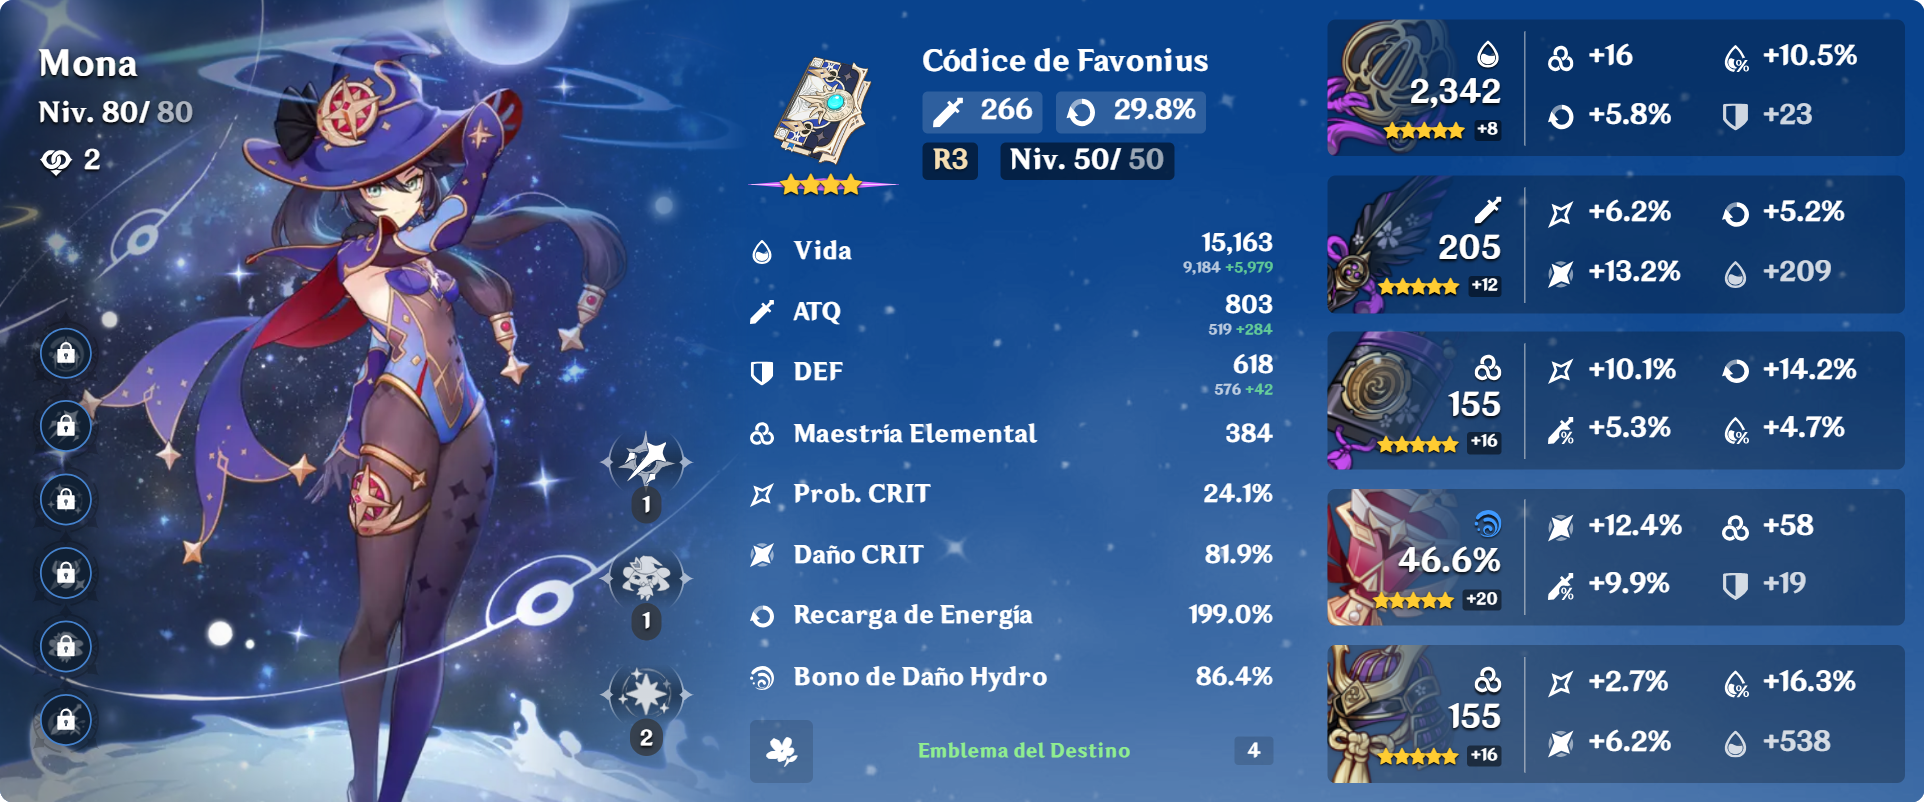 Mona
Niv. 80/ 80
2
1
1
2
Códice de Favonius
266 29.8%
R3 Niv. 50/ 50
Vida 15,163
9,184 +5,979
ATQ 803
519 +284
DEF 618
576 +42
Maestría Elemental 384
Prob. CRIT 24.1%
Daño CRIT 81.9%
Recarga de Energía 199.0%
Bono de Daño Hydro 86.4%
Emblema del Destino 4
2,342
+8
+16 +10.5%
+5.8% +23
205
+12
+6.2% +5.2%
+13.2% +209
155
+16
+10.1% +14.2%
+5.3% +4.7%
46.6%
+20
+12.4% +58
+9.9% +19
155
+16
+2.7% +16.3%
+6.2% +538